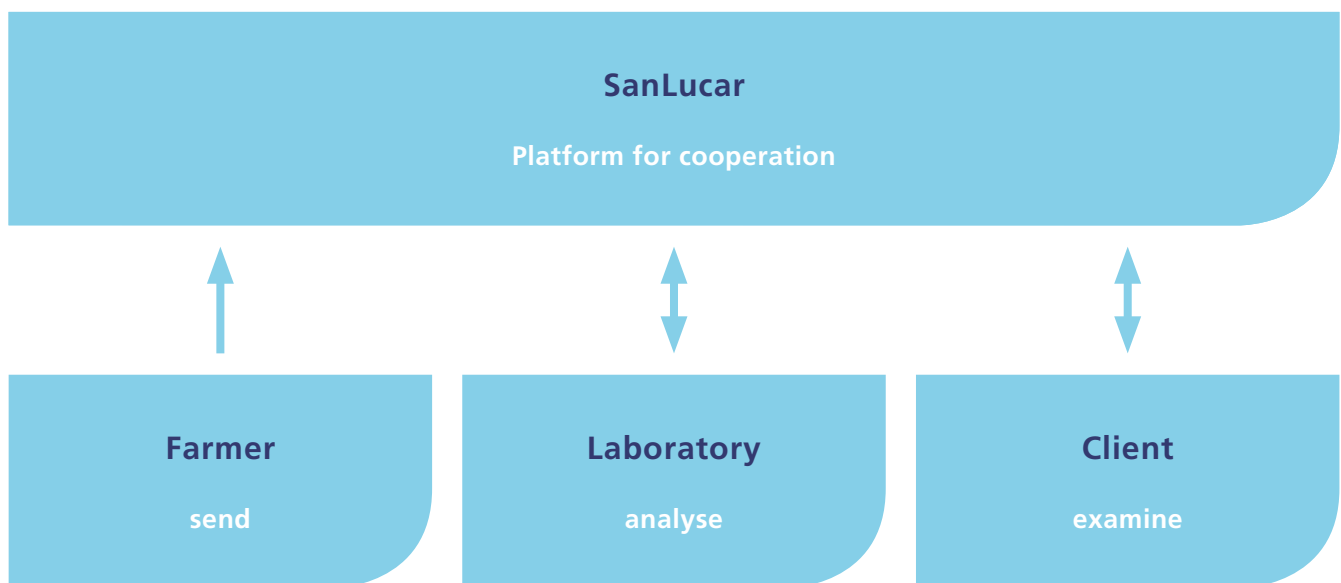 SanLucar
Platform for cooperation
Farmer
send
Laboratory
analyse
Client
examine